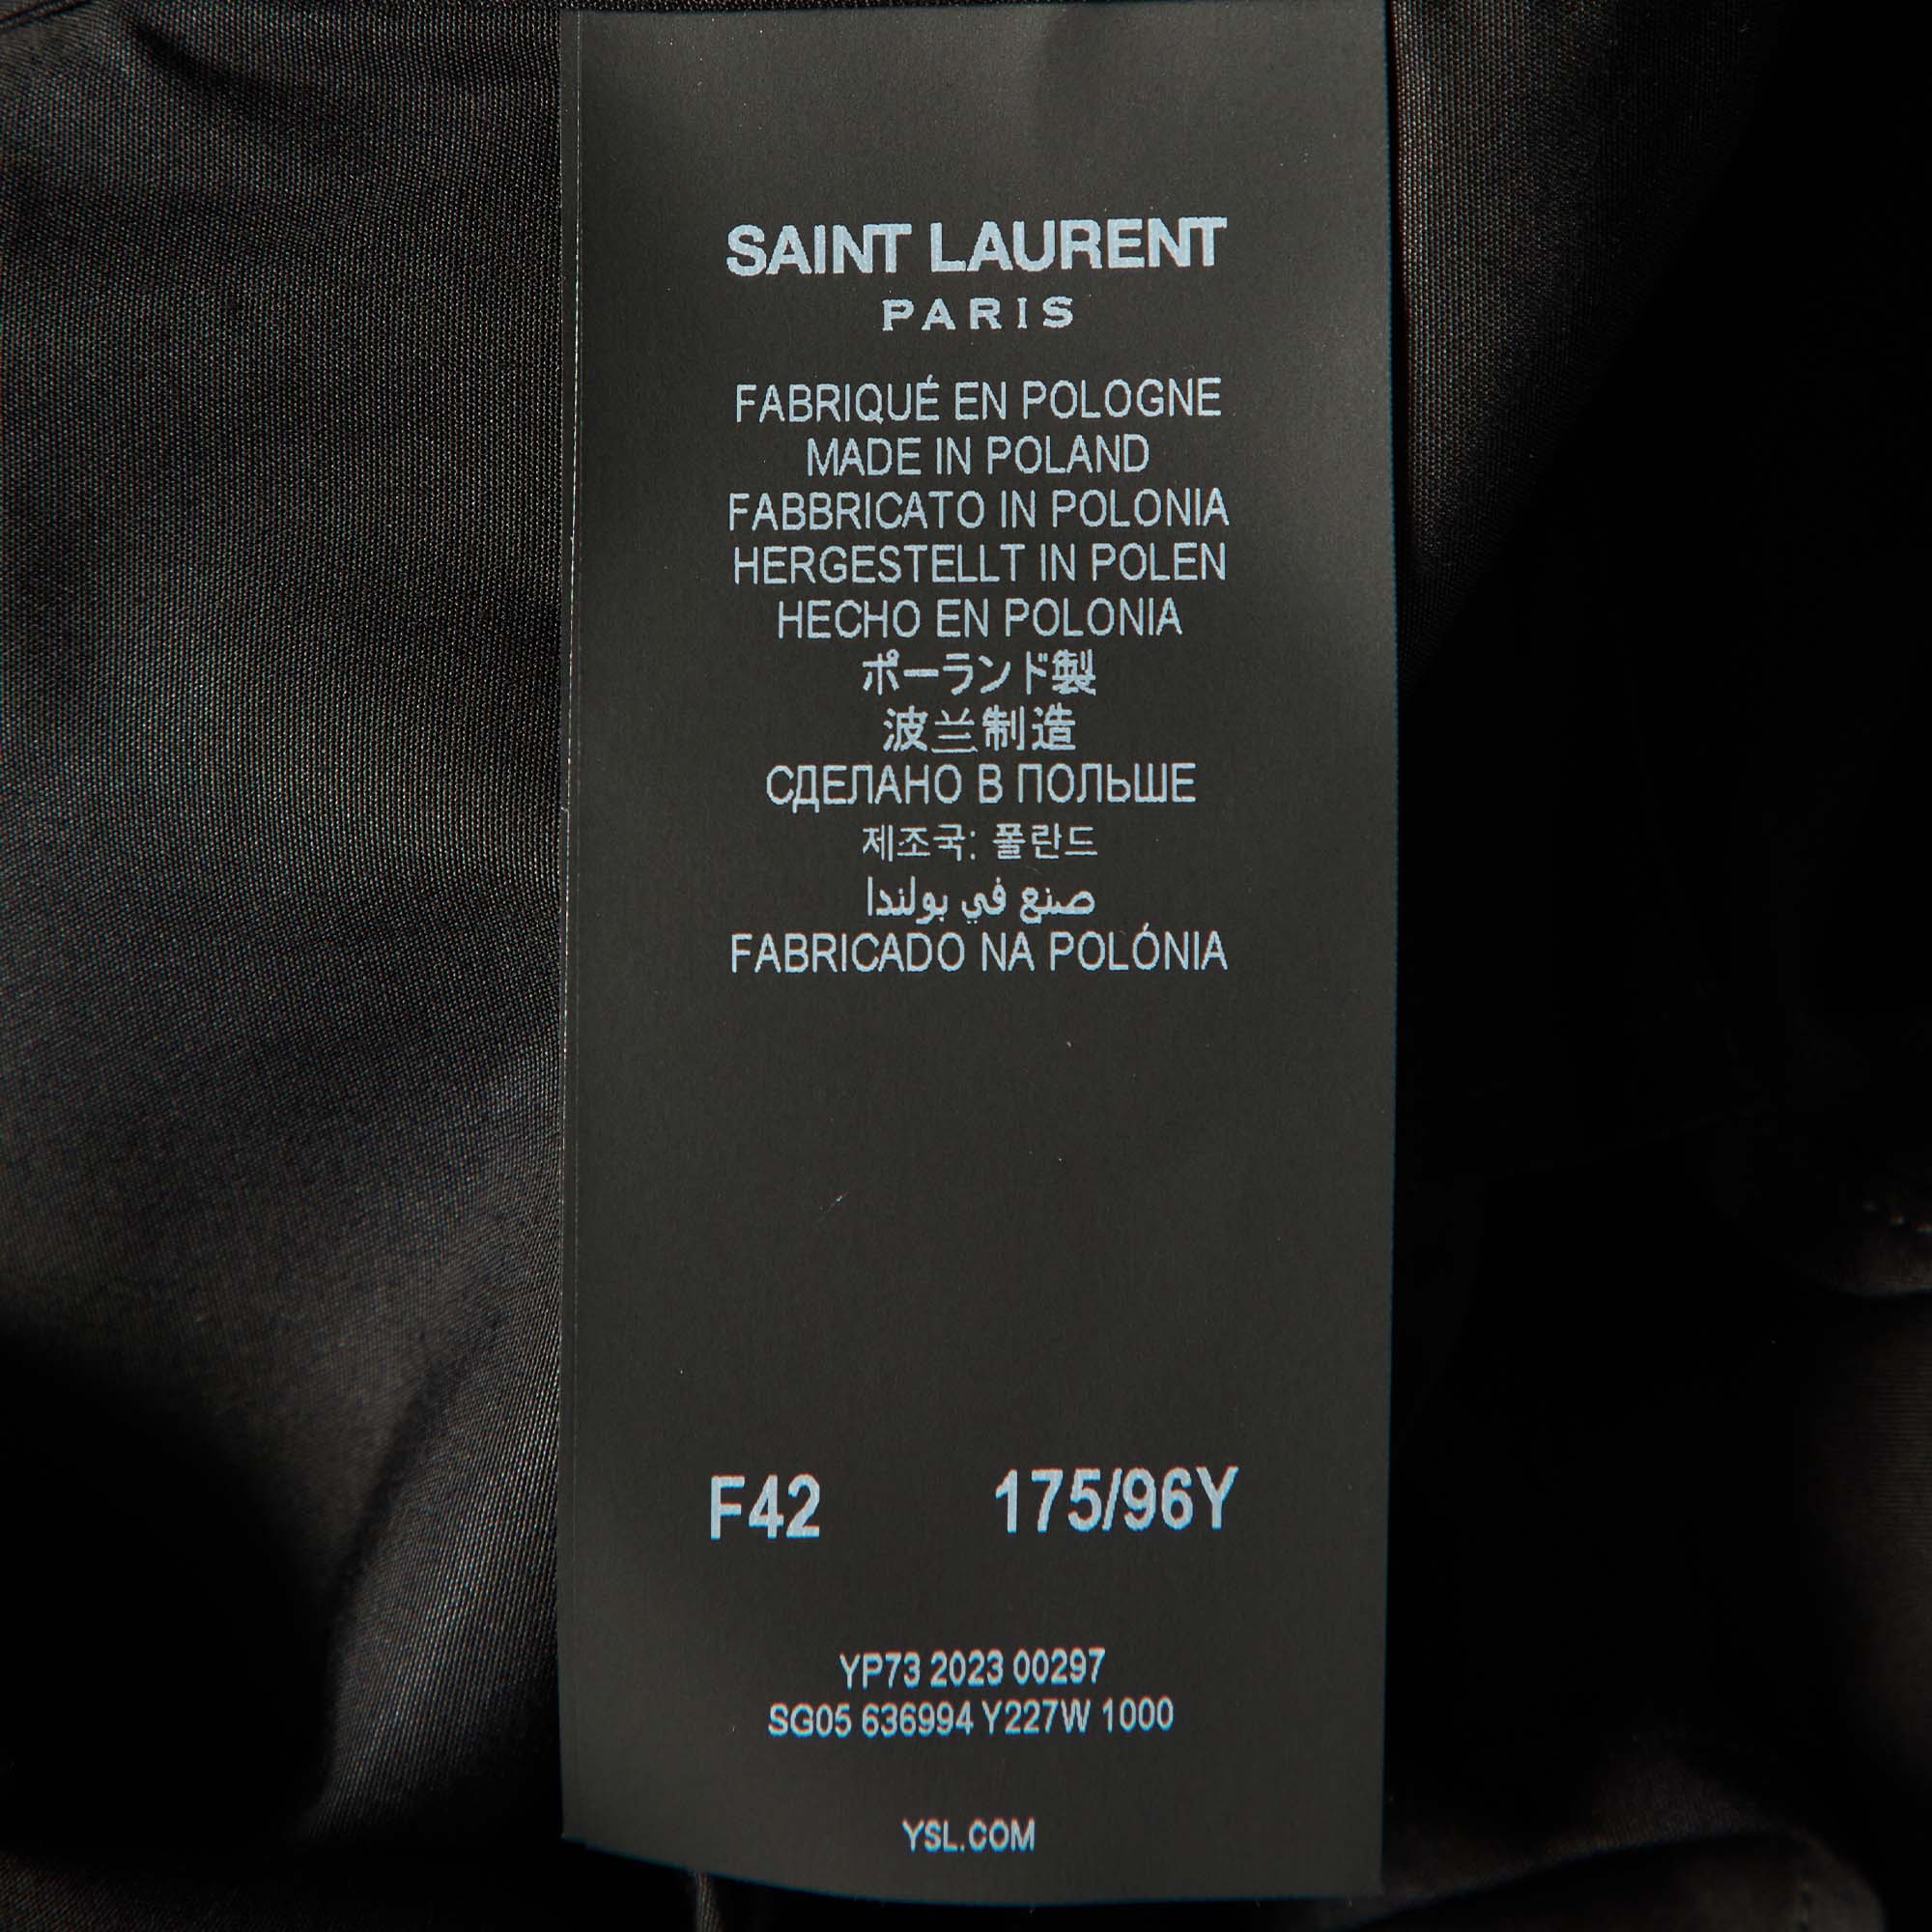 SAINT LAURENT
PARIS
FABRIQUÉ EN POLOGNE
MADE IN POLAND
FABBRICATO IN POLONIA
HERGESTELLT IN POLEN
HECHO EN POLONIA
ポーランド製
波兰制造
СДЕЛАНО В ПОЛЬШЕ
제조국: 폴란드
صنع في بولندا
FABRICADO NA POLÓNIA
F42 175/96Y
YP73 2023 00297
SG05 636994 Y227W 1000
YSL.COM